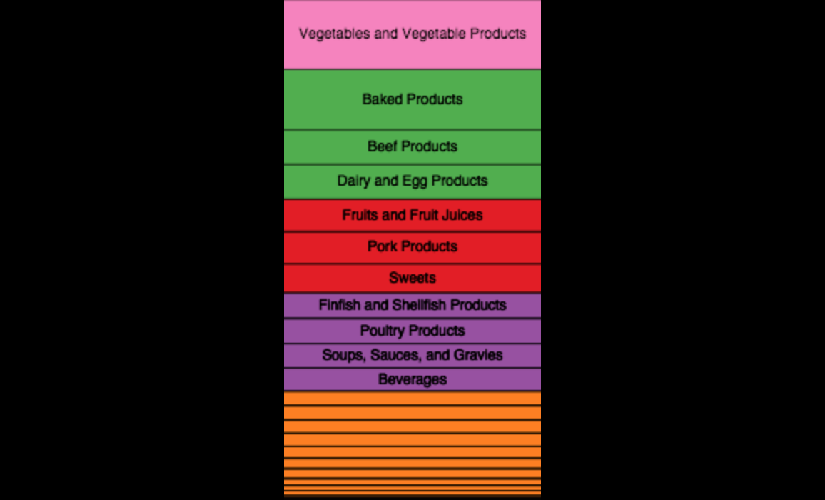 Vegetables and Vegetable Products
Baked Products
Beef Products
Dairy and Egg Products
Fruits and Fruit Juices
Pork Products
Sweets
Finfish and Shellfish Products
Poultry Products
Soups, Sauces, and Gravies
Beverages